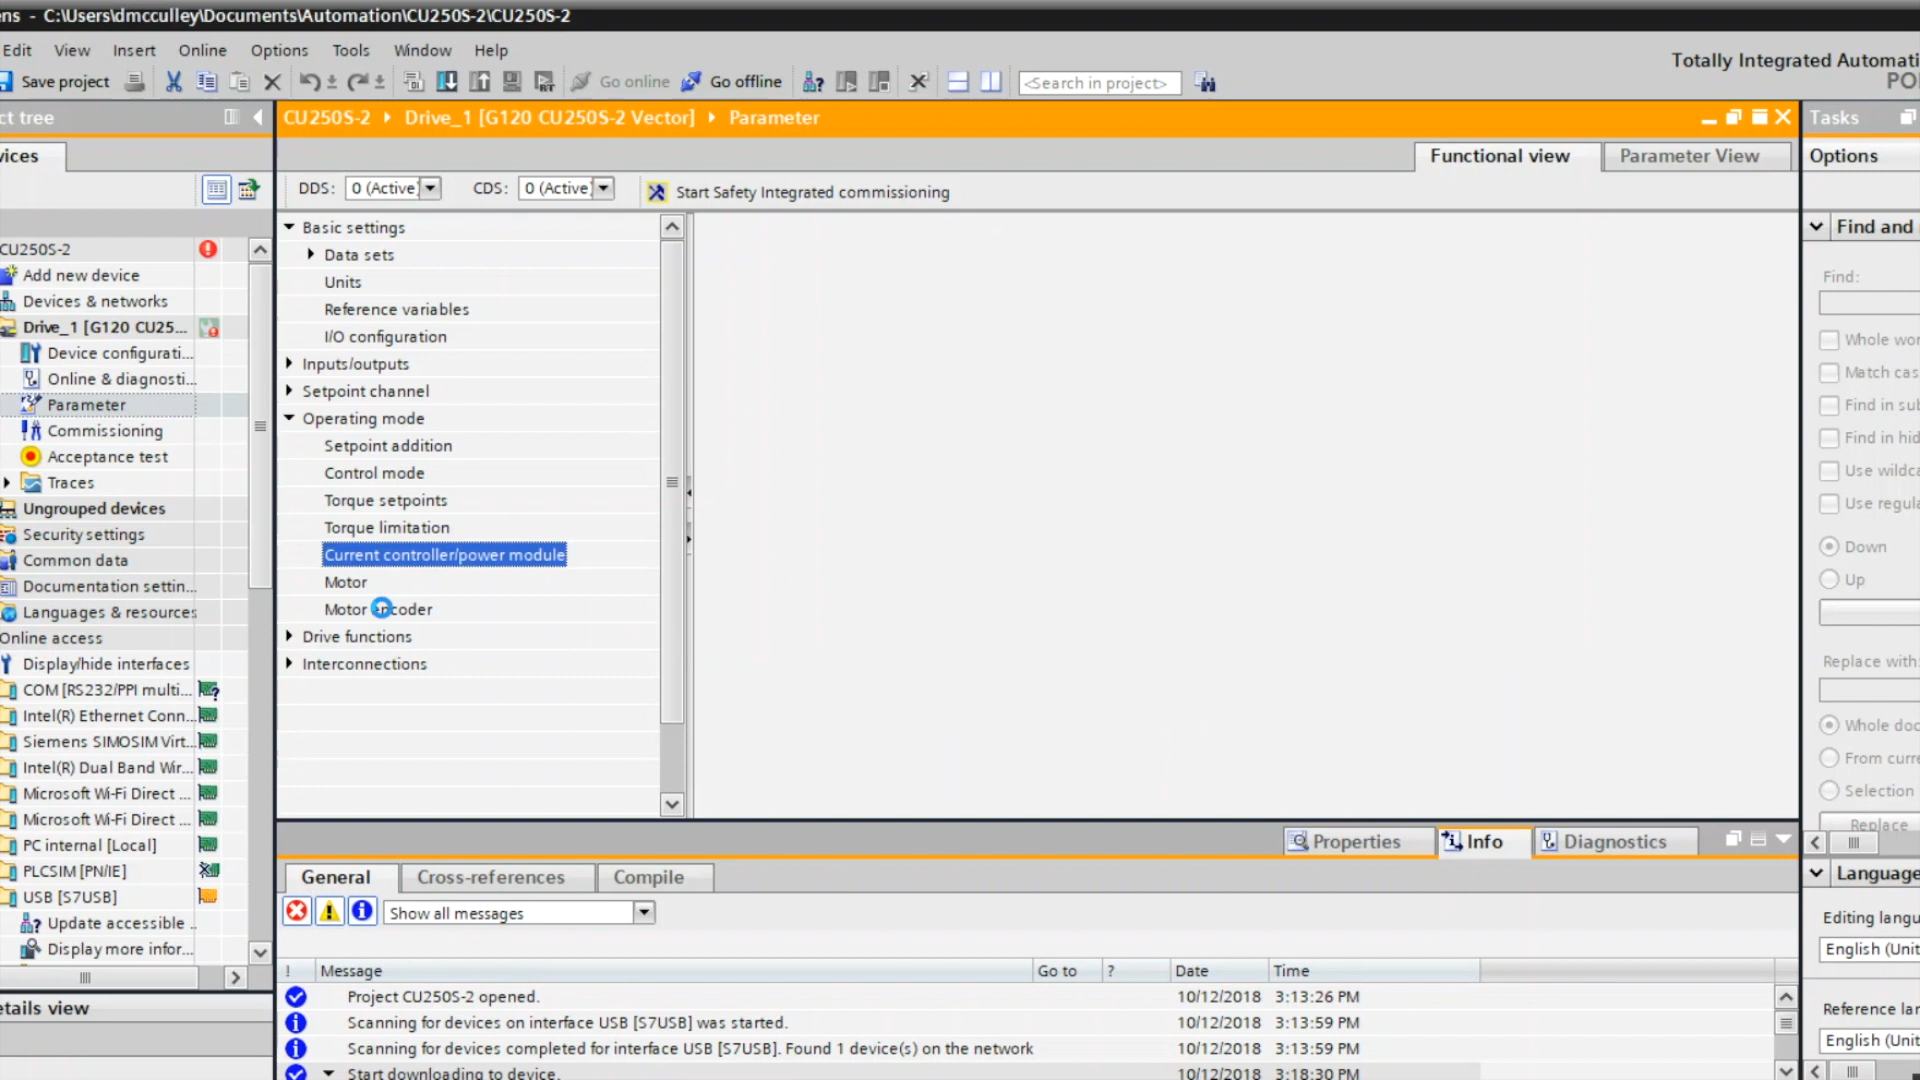 ens - C:\Users\dmcculley\Documents\Automation\CU250S-2\CU250S-2
Edit View Insert Online Options Tools Window Help
Totally Integrated Automati
PO
Save project Go online Go offline <Search in project>
ct tree
CU250S-2 Drive_1 [G120 CU250S-2 Vector] Parameter
Tasks
vices
Functional view Parameter View
Options
DDS: 0 (Active) CDS: 0 (Active) Start Safety Integrated commissioning
Basic settings
Data sets
Units
Reference variables
I/O configuration
Inputs/outputs
Setpoint channel
Operating mode
Setpoint addition
Control mode
Torque setpoints
Torque limitation
Current controller/power module
Motor
Motor encoder
Drive functions
Interconnections
CU250S-2
Add new device
Devices & networks
Drive_1 [G120 CU25...
Device configurati...
Online & diagnosti...
Parameter
Commissioning
Acceptance test
Traces
Ungrouped devices
Security settings
Common data
Documentation settin...
Languages & resources
Online access
Display/hide interfaces
COM [RS232/PPI multi...
Intel(R) Ethernet Conn...
Siemens SIMOSIM Virt...
Intel(R) Dual Band Wir...
Microsoft Wi-Fi Direct ...
Microsoft Wi-Fi Direct ...
PC internal [Local]
PLCSIM [PN/IE]
USB [S7USB]
Update accessible ..
Display more infor...
etails view
Find and
Find:
Whole wor
Match cas
Find in sub
Find in hid
Use wildca
Use regula
Down
Up
Replace with:
Whole doc
From curre
Selection
Replace
Language
Editing langu
English (Unit
Reference lan
English (Unit
Properties Info Diagnostics
General Cross-references Compile
Show all messages
! Message Go to ? Date Time
Project CU250S-2 opened. 10/12/2018 3:13:26 PM
Scanning for devices on interface USB [S7USB] was started. 10/12/2018 3:13:59 PM
Scanning for devices completed for interface USB [S7USB]. Found 1 device(s) on the network 10/12/2018 3:13:59 PM
Start downloading to device. 10/12/2018 3:18:30 PM